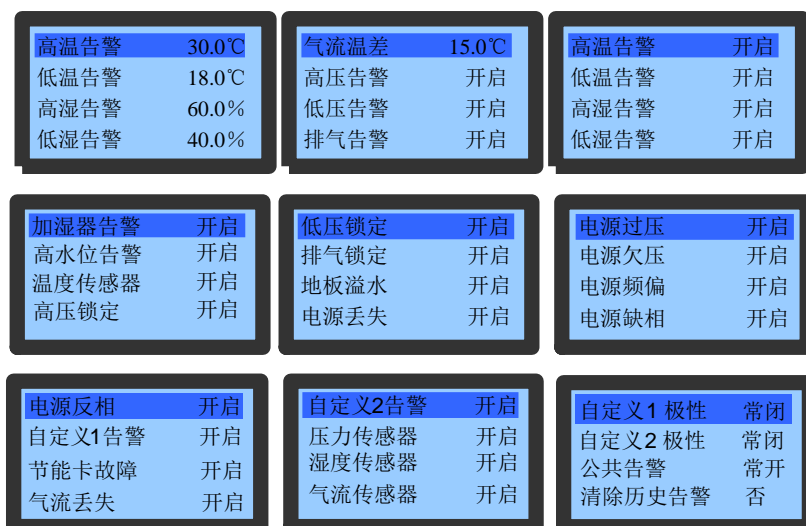 高温告警 30.0℃
低温告警 18.0℃
高湿告警 60.0%
低湿告警 40.0%
气流温差 15.0℃
高压告警 开启
低压告警 开启
排气告警 开启
高温告警 开启
低温告警 开启
高湿告警 开启
低湿告警 开启
加湿器告警 开启
高水位告警 开启
温度传感器 开启
高压锁定 开启
低压锁定 开启
排气锁定 开启
地板溢水 开启
电源丢失 开启
电源过压 开启
电源欠压 开启
电源频偏 开启
电源缺相 开启
电源反相 开启
自定义1告警 开启
节能卡故障 开启
气流丢失 开启
自定义2告警 开启
压力传感器 开启
湿度传感器 开启
气流传感器 开启
自定义1 极性 常闭
自定义2 极性 常闭
公共告警 常开
清除历史告警 否